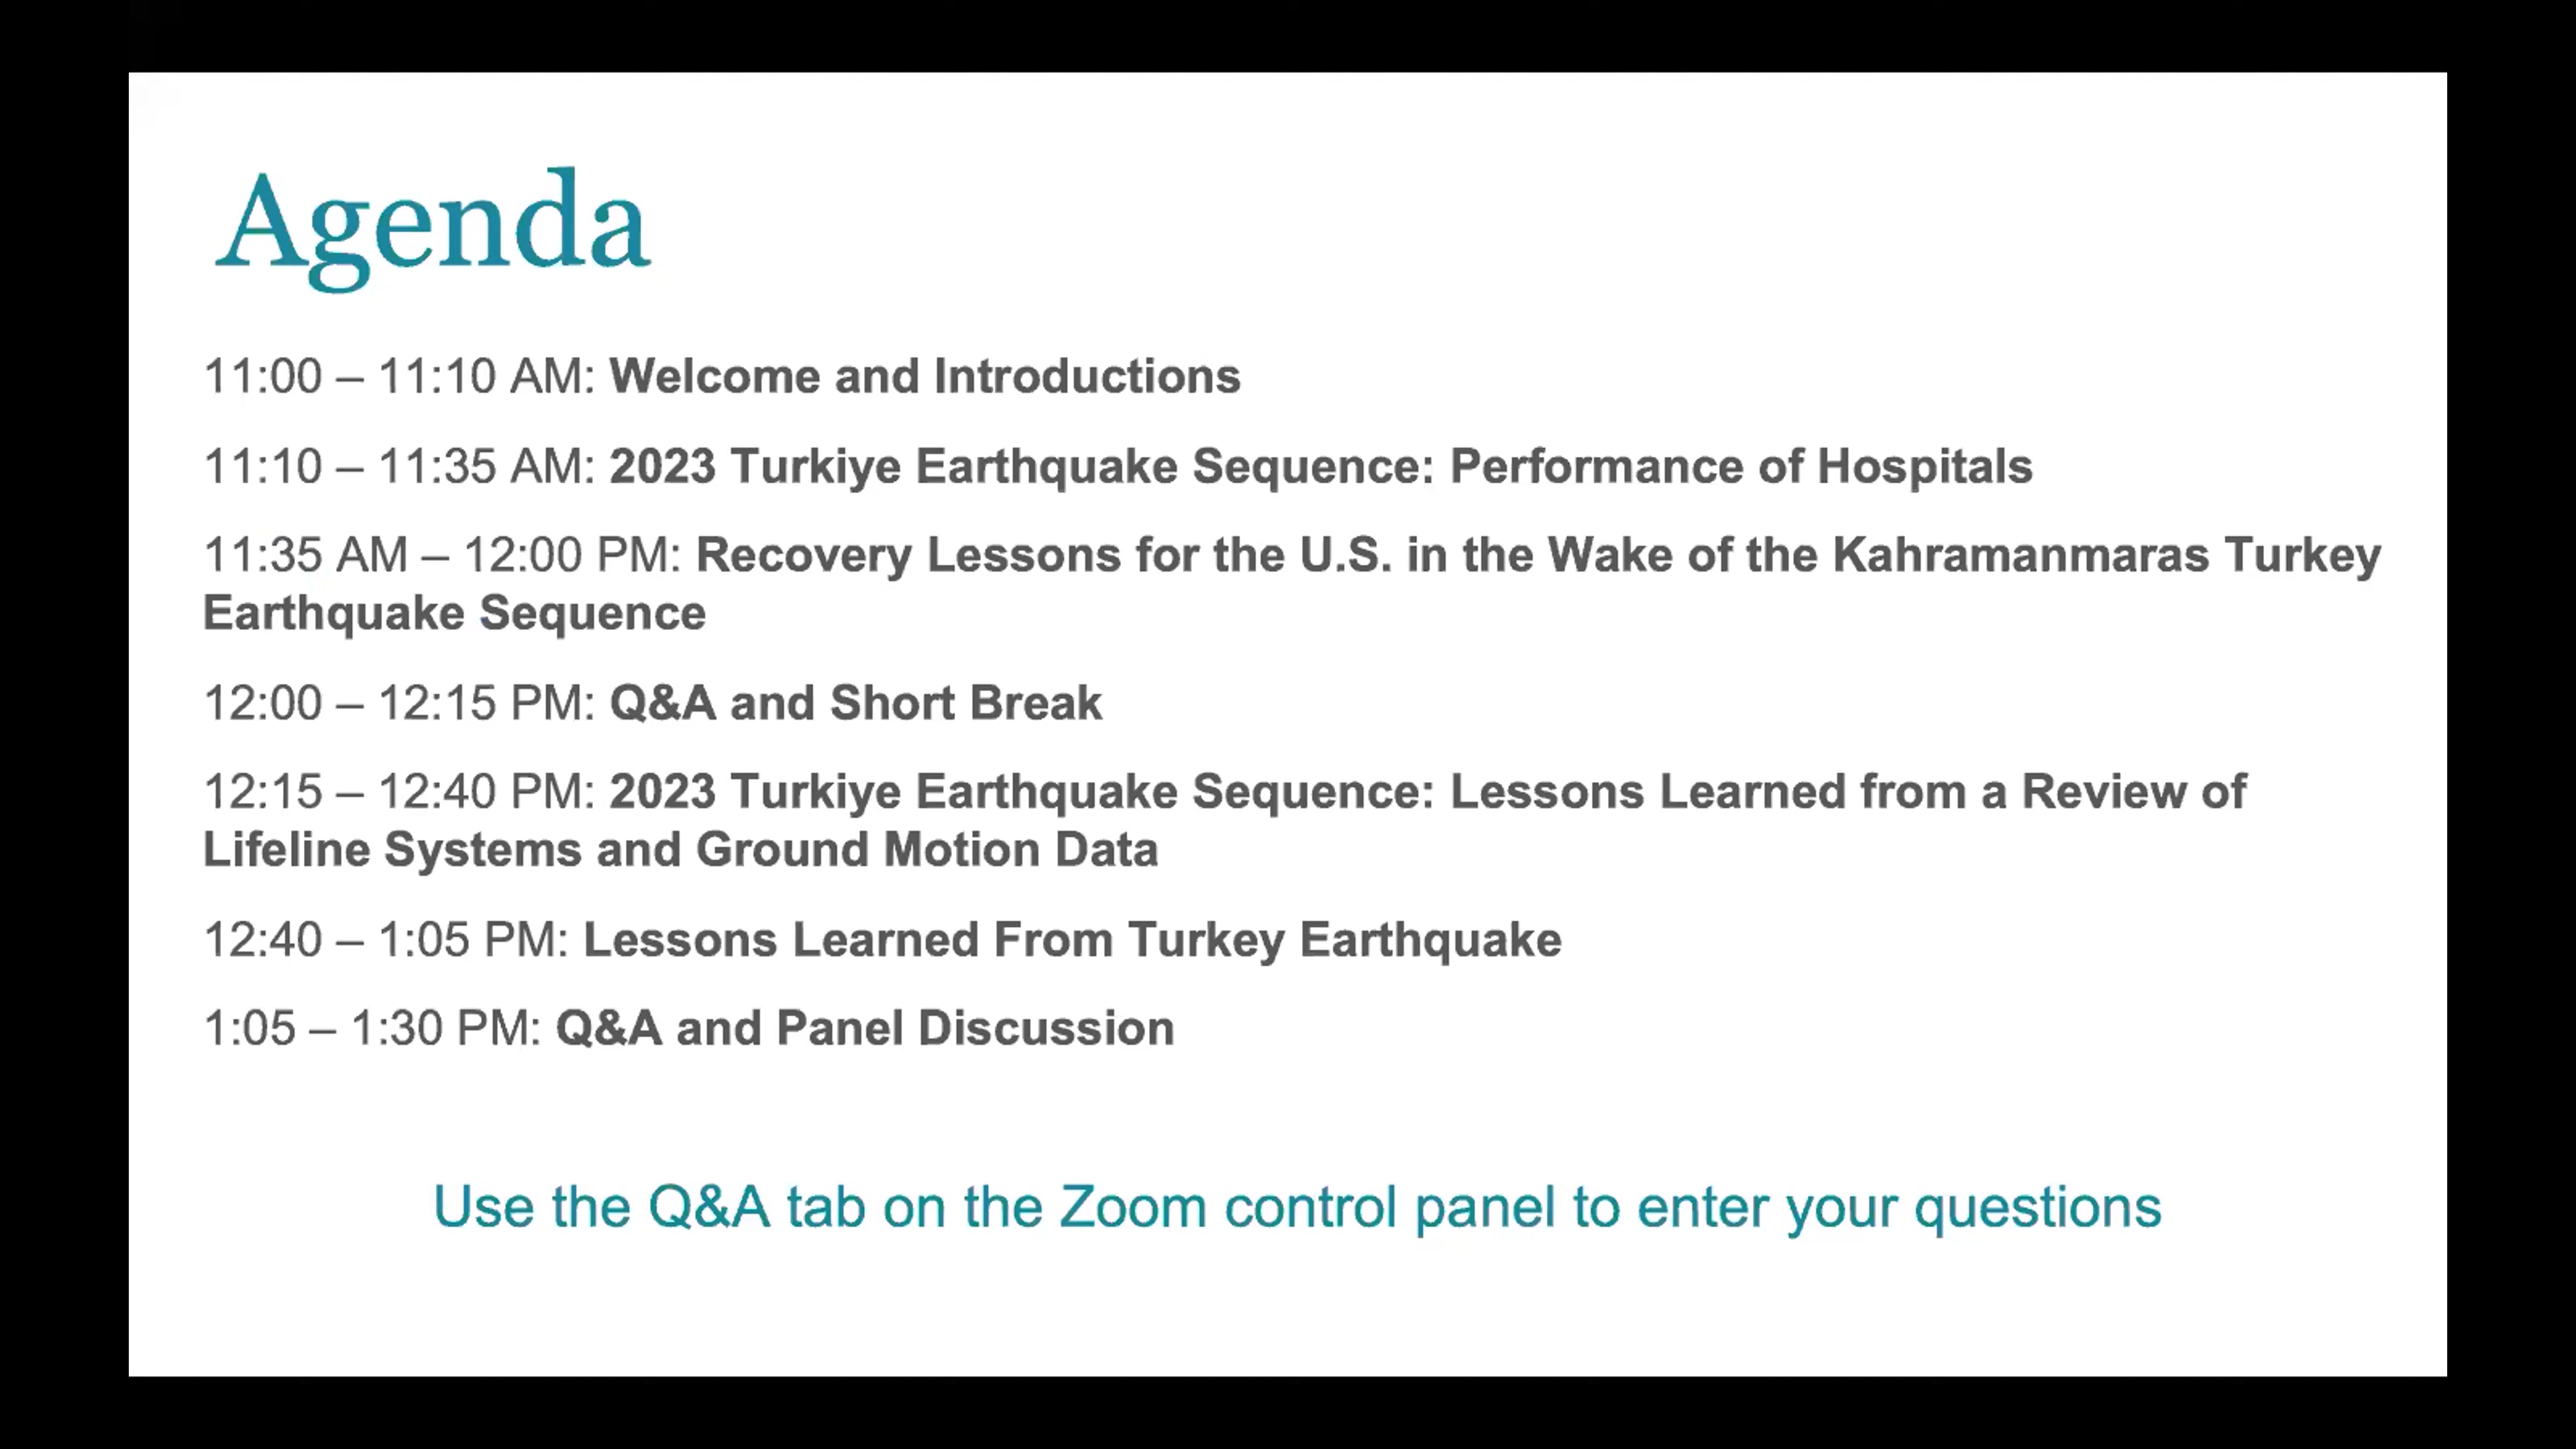 Agenda
11:00 – 11:10 AM: Welcome and Introductions
11:10 – 11:35 AM: 2023 Turkiye Earthquake Sequence: Performance of Hospitals
11:35 AM – 12:00 PM: Recovery Lessons for the U.S. in the Wake of the Kahramanmaras Turkey
Earthquake Sequence
12:00 – 12:15 PM: Q&A and Short Break
12:15 – 12:40 PM: 2023 Turkiye Earthquake Sequence: Lessons Learned from a Review of
Lifeline Systems and Ground Motion Data
12:40 – 1:05 PM: Lessons Learned From Turkey Earthquake
1:05 – 1:30 PM: Q&A and Panel Discussion
Use the Q&A tab on the Zoom control panel to enter your questions